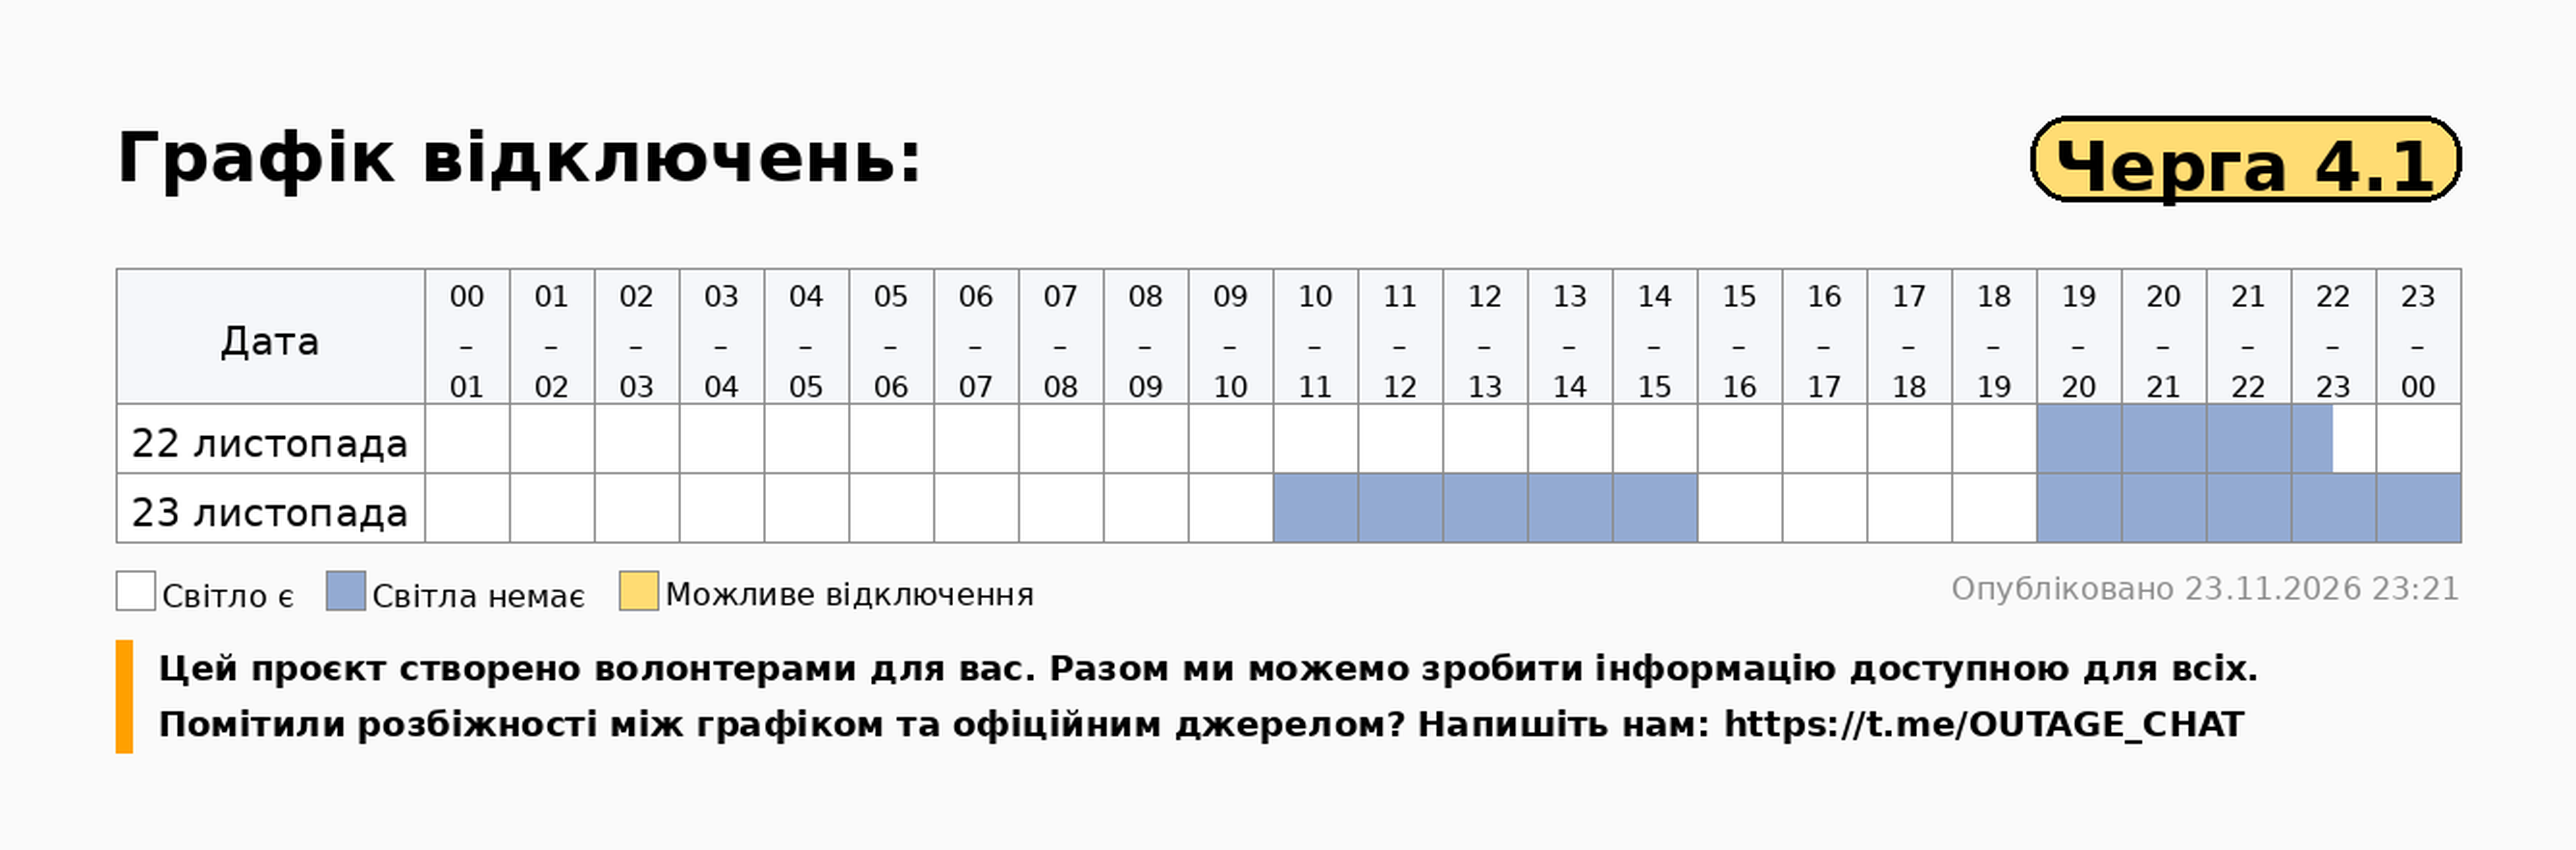 Графік відключень:
Черга 4.1
Дата
00 – 01
01 – 02
02 – 03
03 – 04
04 – 05
05 – 06
06 – 07
07 – 08
08 – 09
09 – 10
10 – 11
11 – 12
12 – 13
13 – 14
14 – 15
15 – 16
16 – 17
17 – 18
18 – 19
19 – 20
20 – 21
21 – 22
22 – 23
23 – 00
22 листопада
23 листопада
Світло є
Світла немає
Можливе відключення
Опубліковано 23.11.2026 23:21
Цей проєкт створено волонтерами для вас. Разом ми можемо зробити інформацію доступною для всіх.
Помітили розбіжності між графіком та офіційним джерелом? Напишіть нам: https://t.me/OUTAGE_CHAT